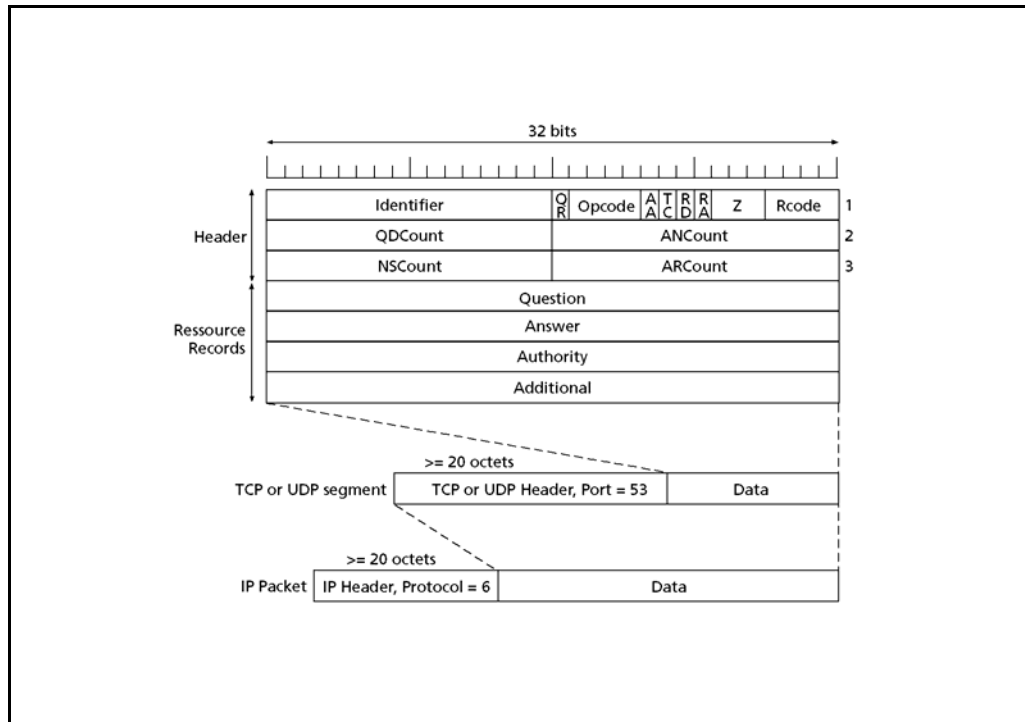 32 bits
Identifier QR Opcode AA TC RD RA Z Rcode 1
Header QDCount ANCount 2
NSCount ARCount 3
Question
Ressource Records Answer
Authority
Additional
>= 20 octets
TCP or UDP segment TCP or UDP Header, Port = 53 Data
>= 20 octets
IP Packet IP Header, Protocol = 6 Data